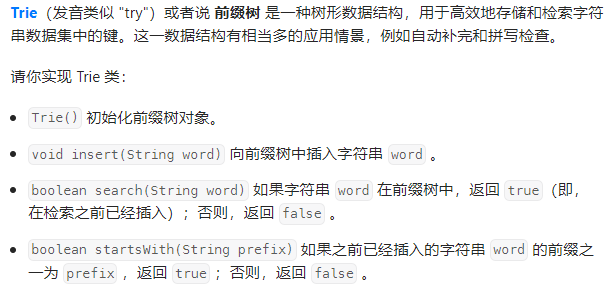 Trie（发音类似 "try"）或者说 前缀树 是一种树形数据结构，用于高效地存储和检索字符
串数据集中的键。这一数据结构有相当多的应用情景，例如自动补完和拼写检查。
请你实现 Trie 类：
• Trie() 初始化前缀树对象。
• void insert(String word) 向前缀树中插入字符串 word 。
• boolean search(String word) 如果字符串 word 在前缀树中，返回 true（即，
在检索之前已经插入）；否则，返回 false 。
• boolean startsWith(String prefix) 如果之前已经插入的字符串 word 的前缀之
一为 prefix ，返回 true ；否则，返回 false 。